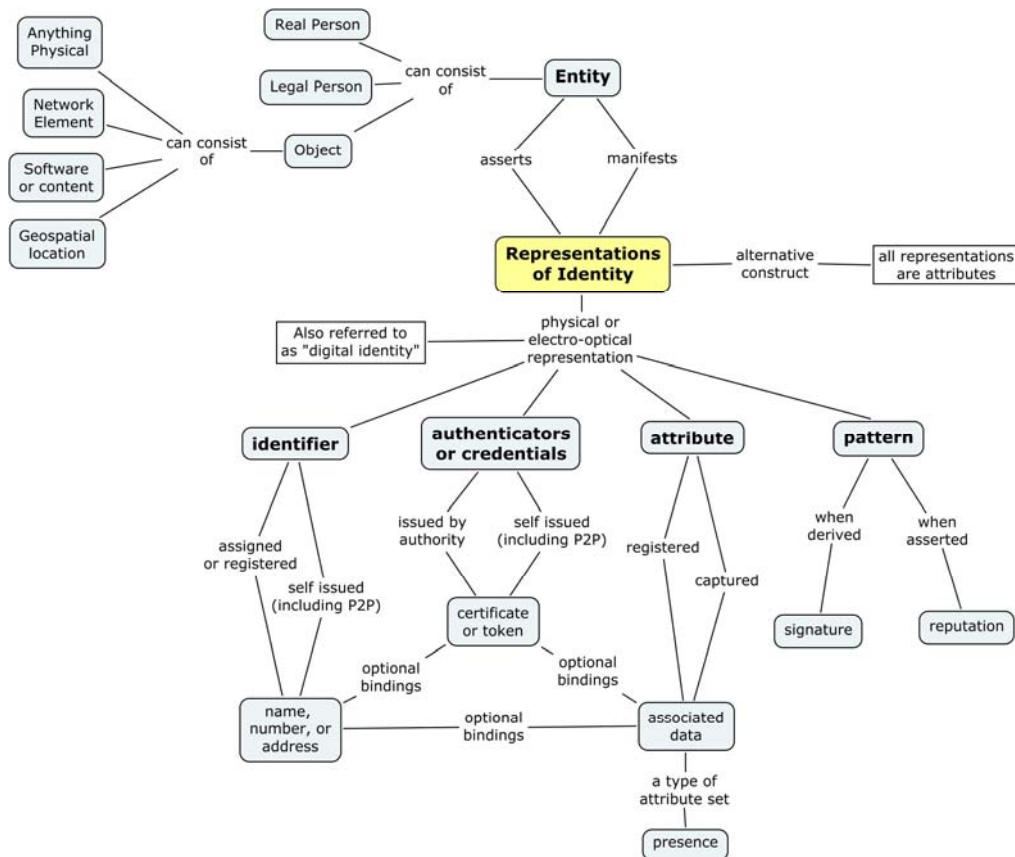 Anything
Physical
Real Person
can consist
of
Entity
Legal Person
Network
Element
can consist
of
Object
Software
or content
Geospatial
location
asserts
manifests
Representations
of Identity
alternative
construct
all representations
are attributes
Also referred to
as "digital identity"
physical or
electro-optical
representation
identifier
authenticators
or credentials
attribute
pattern
assigned
or registered
self issued
(including P2P)
issued by
authority
self issued
(including P2P)
registered
captured
when
derived
when
asserted
certificate
or token
signature
reputation
optional
bindings
optional
bindings
name,
number, or
address
optional
bindings
associated
data
a type of
attribute set
presence